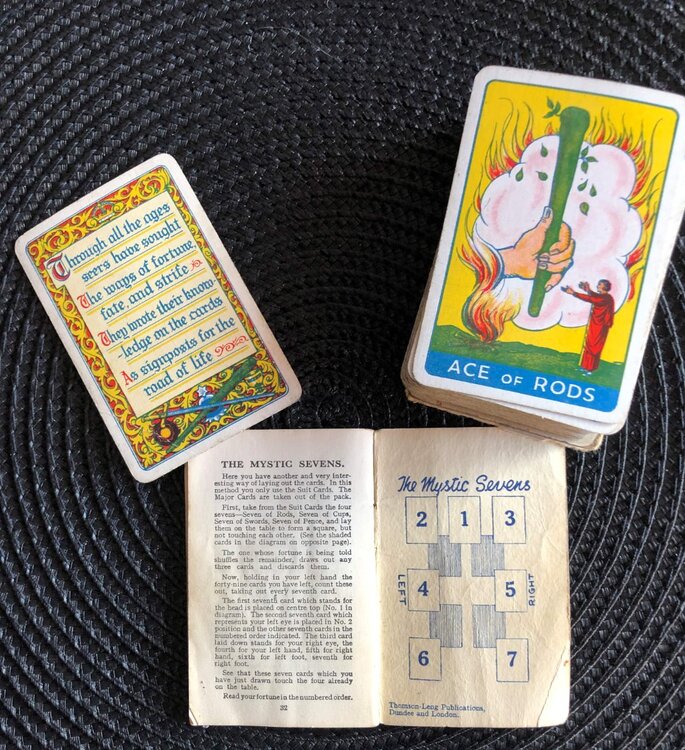 Through all the ages
seers have sought
The ways of fortune,
fate and strife
They wrote their know-
-ledge on the cards
As signposts for the
road of life
ACE OF RODS
THE MYSTIC SEVENS.
Here you have another and very inter-
esting way of laying out the cards. In this
method you only use the Suit Cards. The
Major Cards are taken out of the pack.
First, take from the Suit Cards the four
sevens—Seven of Rods, Seven of Cups,
Seven of Swords, Seven of Pence, and lay
them on the table to form a square, but
not touching each other. (See the shaded
cards in the diagram on opposite page).
The one whose fortune is being told
shuffles the remainder, draws out any
three cards and discards them.
Now, holding in your left hand the
forty-nine cards you have left, count these
out, taking out every seventh card.
The first seventh card which stands for
the head is placed on centre top (No. 1 in
diagram). The second seventh card which
represents your left eye is placed in No. 2
position and the other seventh cards in the
numbered order indicated. The third card
laid down stands for your right eye, the
fourth for your left hand, fifth for right
hand, sixth for left foot, seventh for
right foot.
See that these seven cards which you
have just drawn touch the four already
on the table.
Read your fortune in the numbered order.
32
The Mystic Sevens
2 1 3
LEFT 4 5 RIGHT
6 7
Thomson-Leng Publications,
Dundee and London.